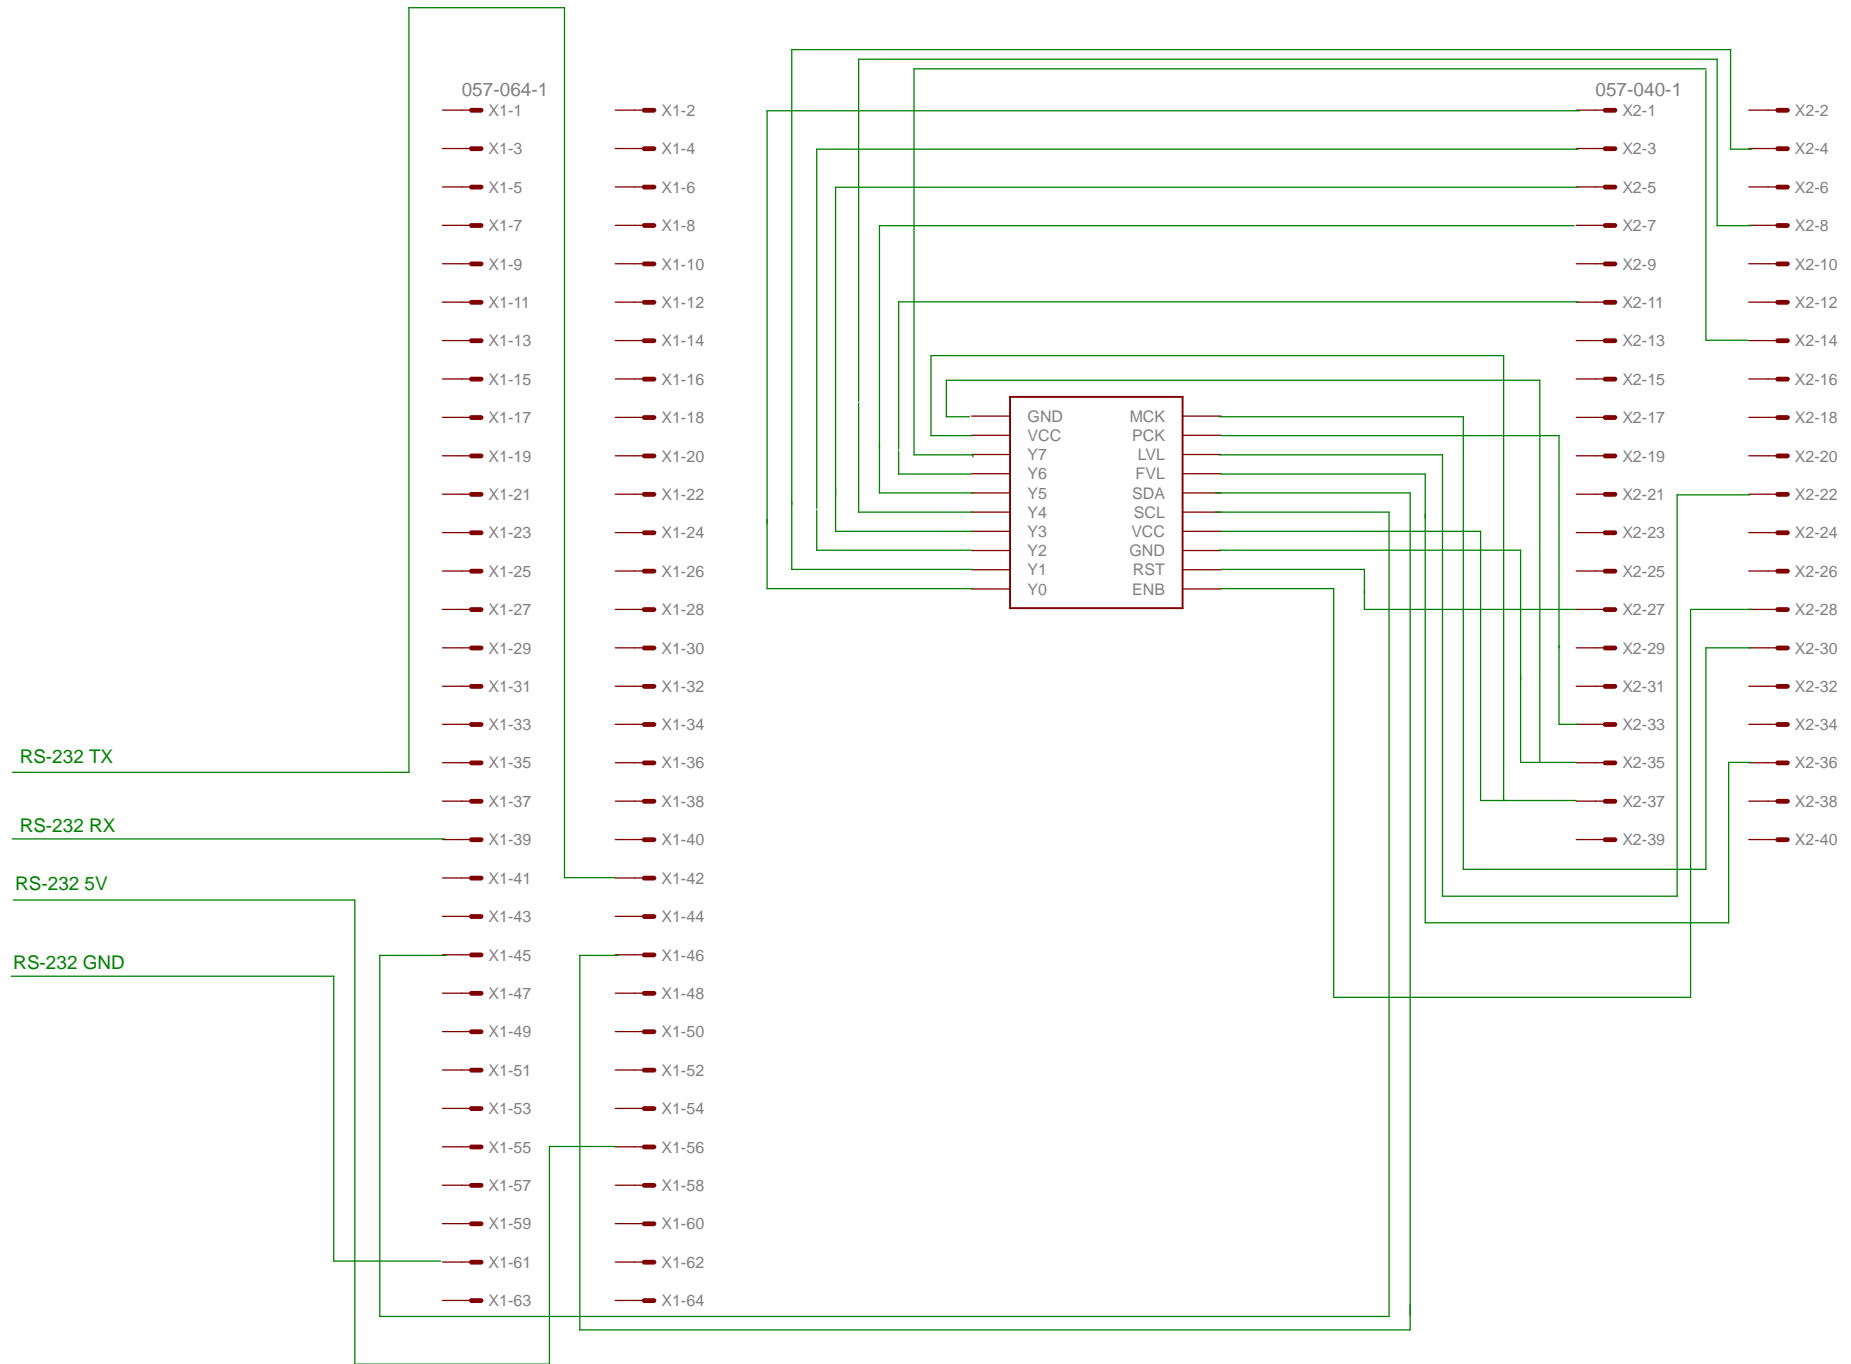 057-064-1 057-040-1
X1-1 X1-2 X2-1 X2-2
X1-3 X1-4 X2-3 X2-4
X1-5 X1-6 X2-5 X2-6
X1-7 X1-8 X2-7 X2-8
X1-9 X1-10 X2-9 X2-10
X1-11 X1-12 X2-11 X2-12
X1-13 X1-14 X2-13 X2-14
X1-15 X1-16 X2-15 X2-16
X1-17 X1-18 GND MCK X2-17 X2-18
VCC PCK
X1-19 X1-20 Y7 LVL X2-19 X2-20
Y6 FVL
X1-21 X1-22 Y5 SDA X2-21 X2-22
Y4 SCL
X1-23 X1-24 Y3 VCC X2-23 X2-24
Y2 GND
X1-25 X1-26 Y1 RST X2-25 X2-26
Y0 ENB
X1-27 X1-28 X2-27 X2-28
X1-29 X1-30 X2-29 X2-30
X1-31 X1-32 X2-31 X2-32
X1-33 X1-34 X2-33 X2-34
RS-232 TX X1-35 X1-36 X2-35 X2-36
X1-37 X1-38 X2-37 X2-38
RS-232 RX X1-39 X1-40 X2-39 X2-40
RS-232 5V X1-41 X1-42
X1-43 X1-44
RS-232 GND X1-45 X1-46
X1-47 X1-48
X1-49 X1-50
X1-51 X1-52
X1-53 X1-54
X1-55 X1-56
X1-57 X1-58
X1-59 X1-60
X1-61 X1-62
X1-63 X1-64